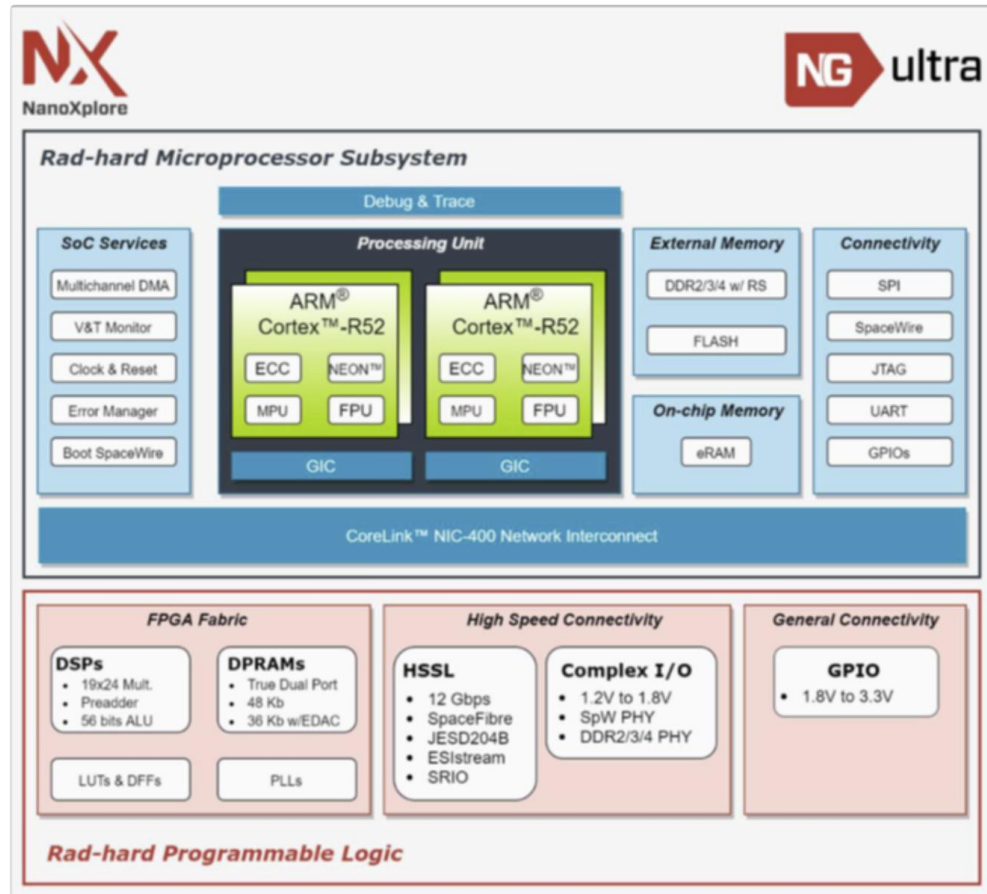 NX
NanoXplore
NG ultra
Rad-hard Microprocessor Subsystem
Debug & Trace
SoC Services
Multichannel DMA
V&T Monitor
Clock & Reset
Error Manager
Boot SpaceWire
Processing Unit
ARM®
Cortex™-R52
ECC
NEON™
MPU
FPU
GIC
ARM®
Cortex™-R52
ECC
NEON™
MPU
FPU
GIC
External Memory
DDR2/3/4 w/ RS
FLASH
On-chip Memory
eRAM
Connectivity
SPI
SpaceWire
JTAG
UART
GPIOs
CoreLink™ NIC-400 Network Interconnect
FPGA Fabric
DSPs
• 19x24 Mult.
• Preadder
• 56 bits ALU
DPRAMs
• True Dual Port
• 48 Kb
• 36 Kb w/EDAC
LUTs & DFFs
PLLs
High Speed Connectivity
HSSL
• 12 Gbps
• SpaceFibre
• JESD204B
• ESIstream
• SRIO
Complex I/O
• 1.2V to 1.8V
• SpW PHY
• DDR2/3/4 PHY
General Connectivity
GPIO
• 1.8V to 3.3V
Rad-hard Programmable Logic